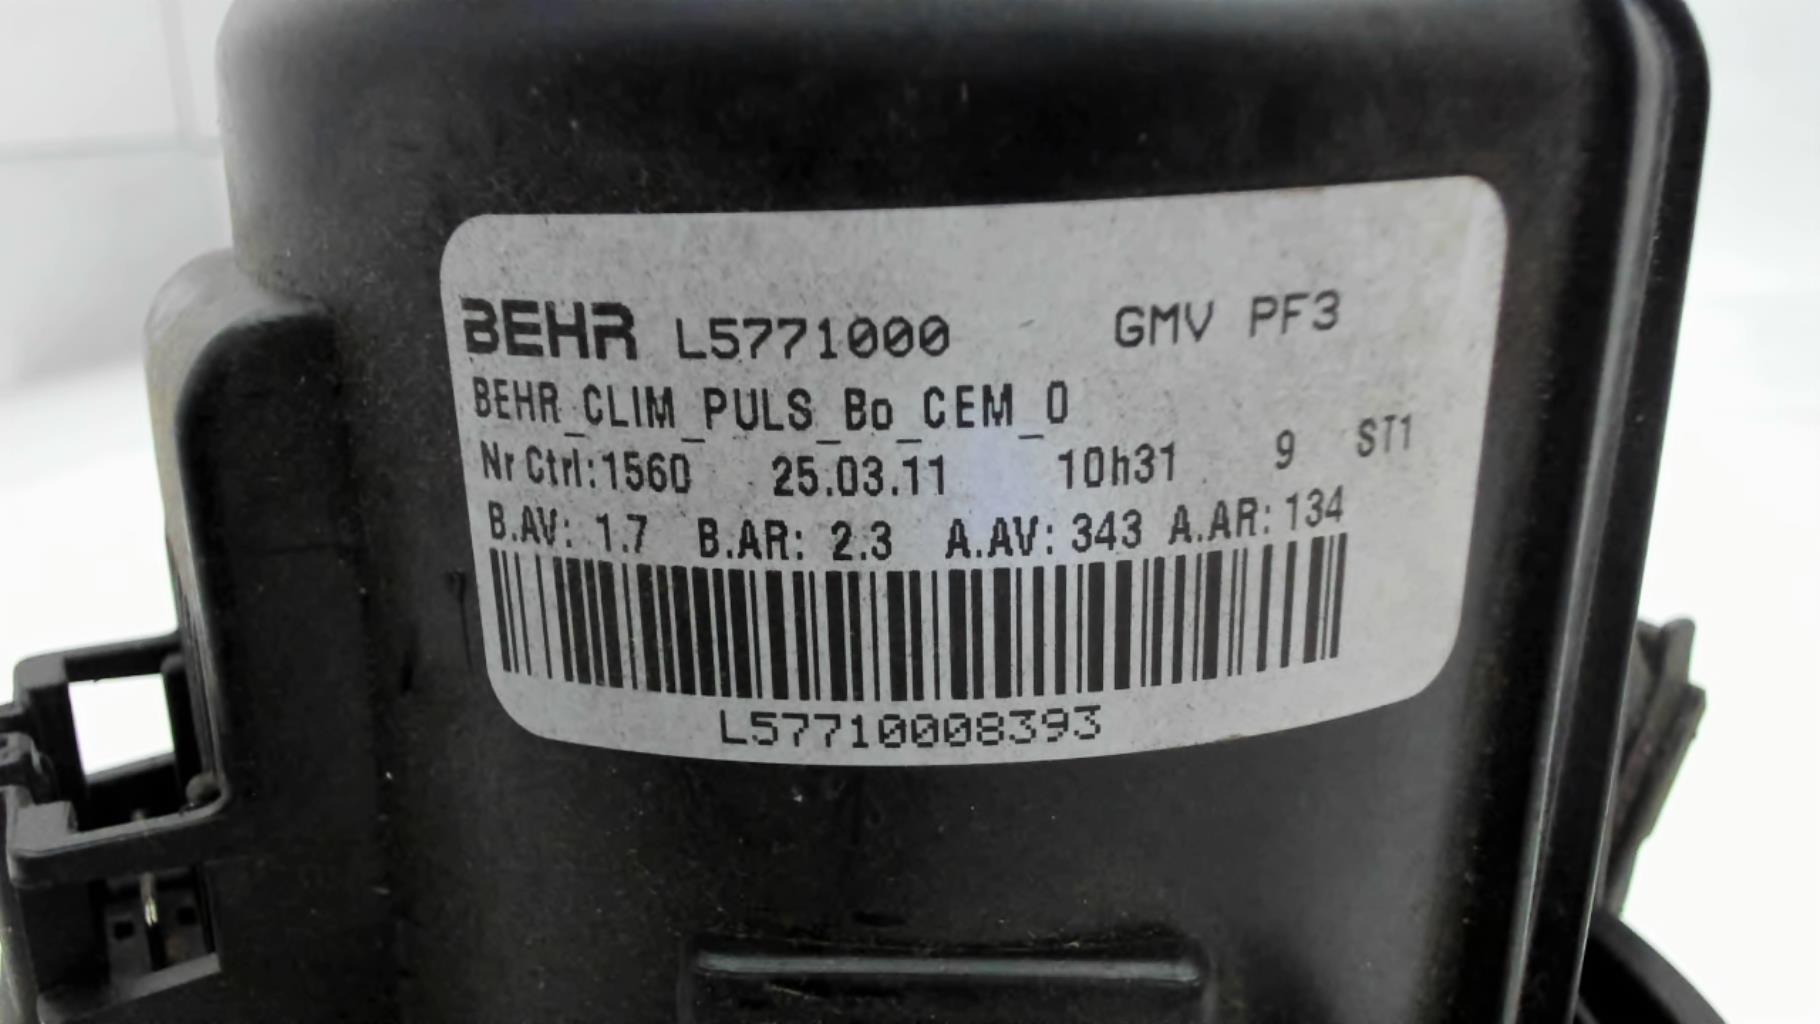 BEHR L5771000 GMV PF3
BEHR_CLIM_PULS_Bo_CEM_0
Nr Ctrl:1560 25.03.11 10h31 9 ST1
B.AV: 1.7 B.AR: 2.3 A.AV: 343 A.AR: 134
L57710008393